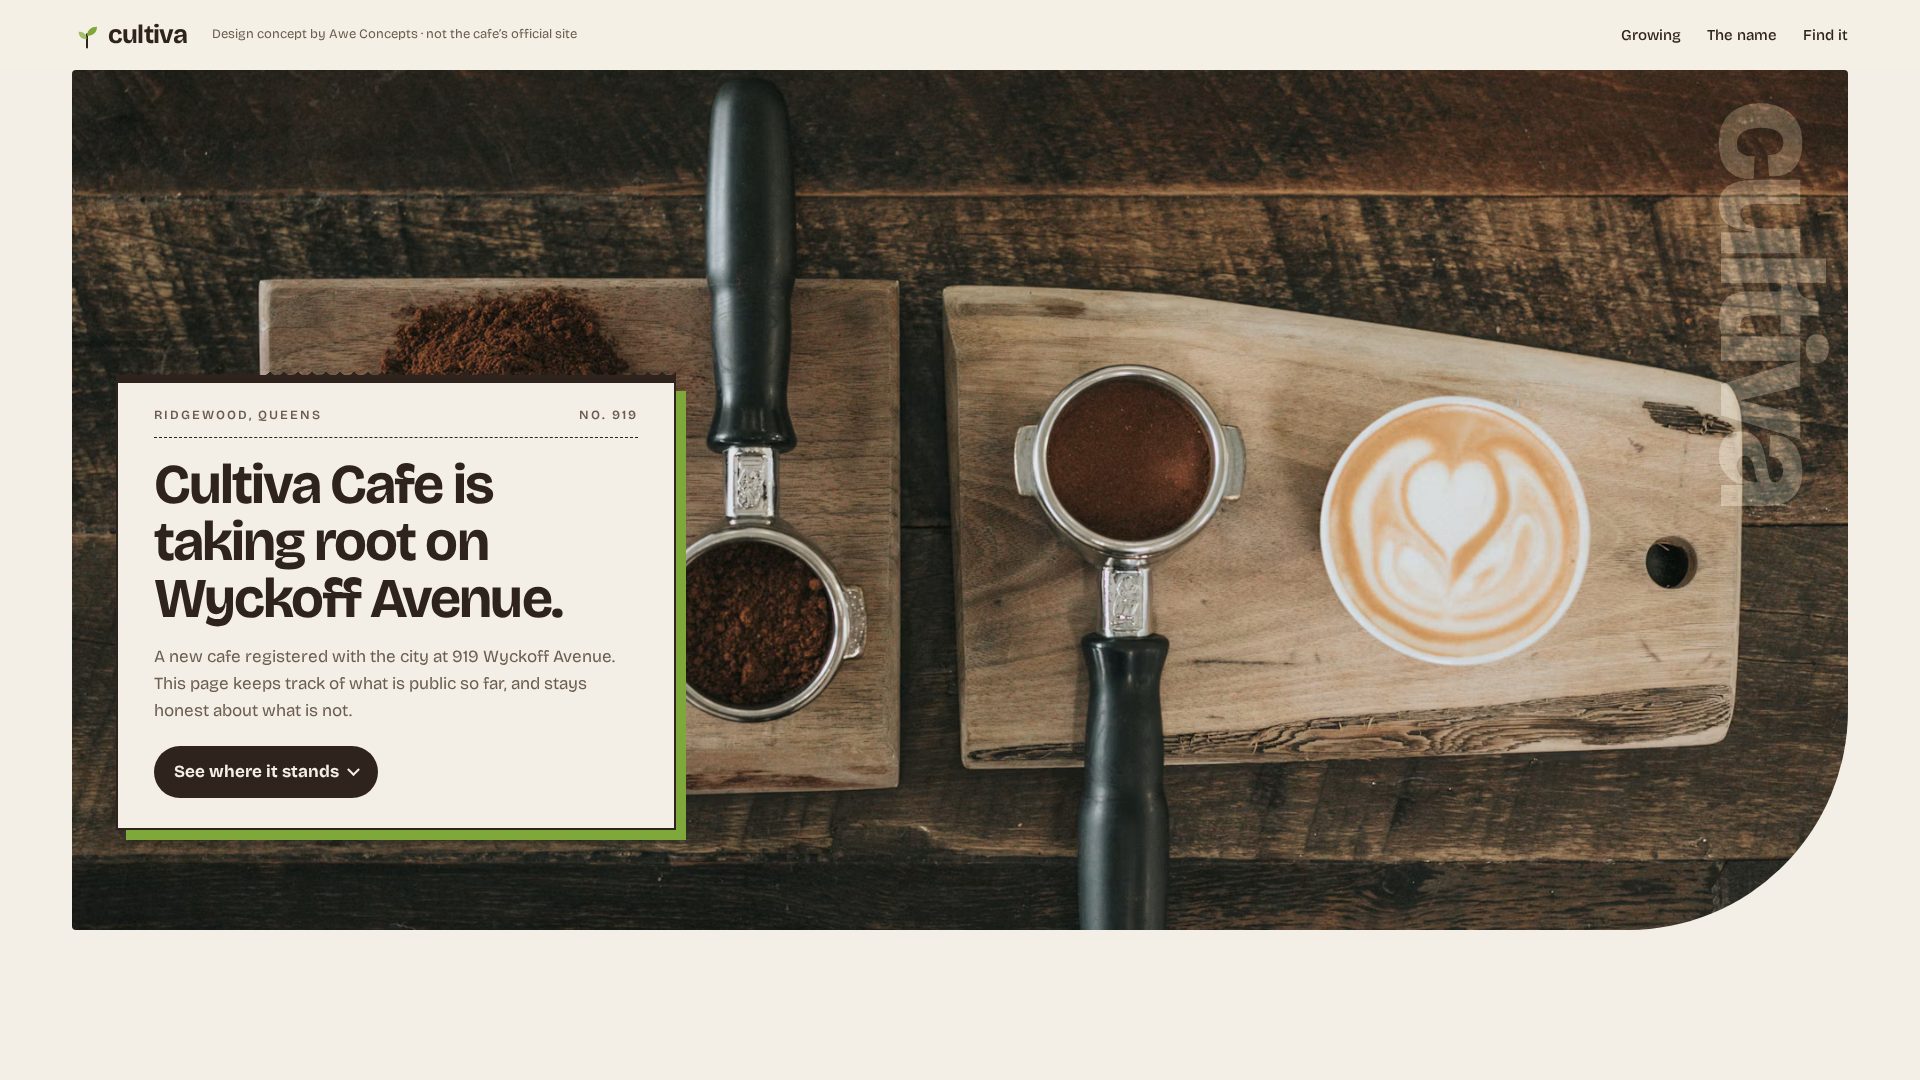 cultiva
Design concept by Awe Concepts · not the cafe's official site
Growing
The name
Find it
cultiva
RIDGEWOOD, QUEENS
NO. 919
Cultiva Cafe is
taking root on
Wyckoff Avenue.
A new cafe registered with the city at 919 Wyckoff Avenue.
This page keeps track of what is public so far, and stays
honest about what is not.
See where it stands